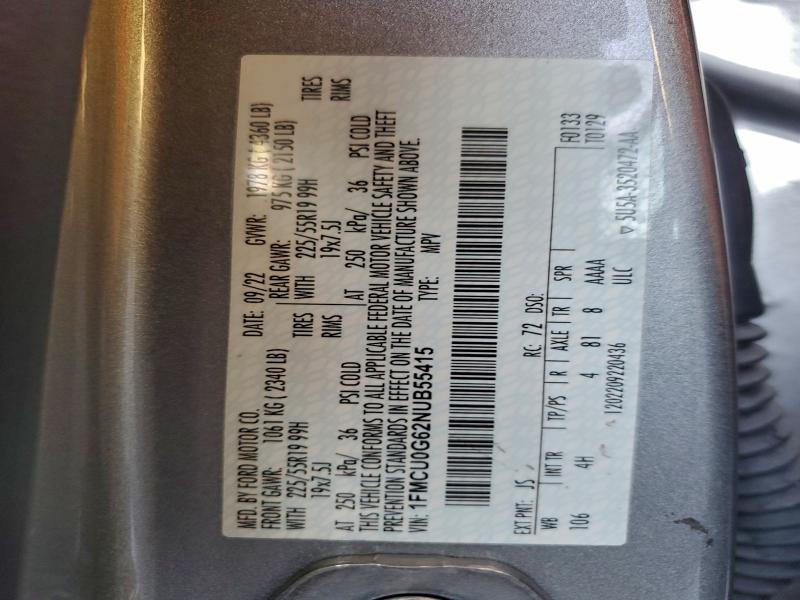 MFD. BY FORD MOTOR CO. DATE: 09/22 GVWR: 1978 KG ( 4360 LB)
FRONT GAWR: 1061 KG ( 2340 LB) REAR GAWR: 975 KG ( 2150 LB)
WITH 225/55R19 99H TIRES WITH 225/55R19 99H TIRES
19x7.5J RIMS 19x7.5J RIMS
AT 250 kPa/ 36 PSI COLD AT 250 kPa/ 36 PSI COLD
THIS VEHICLE CONFORMS TO ALL APPLICABLE FEDERAL MOTOR VEHICLE SAFETY AND THEFT
PREVENTION STANDARDS IN EFFECT ON THE DATE OF MANUFACTURE SHOWN ABOVE.
VIN: 1FMCU0G62NUB55415 TYPE: MPV
EXT PNT: JS RC: 72 DSO: F0133
WB INT TR TP/PS R AXLE TR SPR T0129
106 4H 4 81 8 AAAA
1202209220436 ULC ▽ 5U5A-3520472-AA